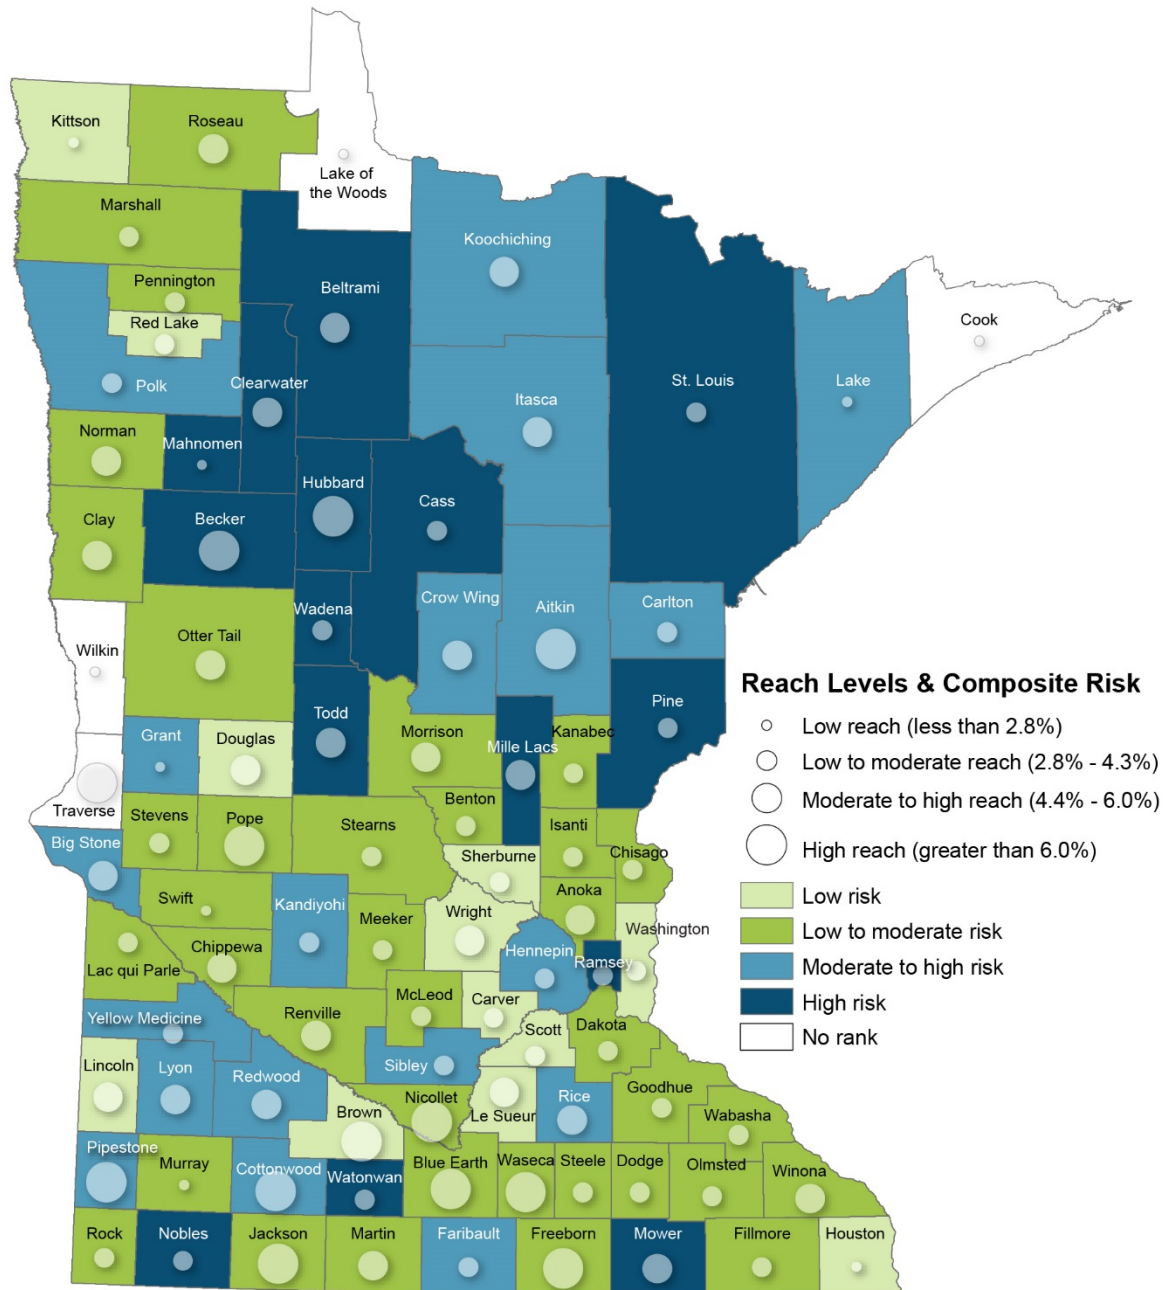 Kittson
Roseau
Lake of
the Woods
Marshall
Koochiching
Pennington
Beltrami
Red Lake
Cook
Polk
Clearwater
St. Louis
Lake
Itasca
Norman
Mahnomen
Hubbard
Cass
Clay
Becker
Crow Wing
Aitkin
Carlton
Wadena
Otter Tail
Wilkin
Pine
Todd
Grant
Douglas
Morrison
Mille Lacs
Kanabec
Traverse
Stevens
Pope
Stearns
Benton
Isanti
Big Stone
Sherburne
Chisago
Swift
Kandiyohi
Meeker
Wright
Anoka
Washington
Chippewa
Hennepin
Ramsey
Lac qui Parle
McLeod
Carver
Yellow Medicine
Renville
Scott
Dakota
Lincoln
Lyon
Redwood
Sibley
Goodhue
Brown
Nicollet
Le Sueur
Rice
Wabasha
Pipestone
Murray
Cottonwood
Watonwan
Blue Earth
Waseca
Steele
Dodge
Olmsted
Winona
Rock
Nobles
Jackson
Martin
Faribault
Freeborn
Mower
Fillmore
Houston
Reach Levels & Composite Risk
Low reach (less than 2.8%)
Low to moderate reach (2.8% - 4.3%)
Moderate to high reach (4.4% - 6.0%)
High reach (greater than 6.0%)
Low risk
Low to moderate risk
Moderate to high risk
High risk
No rank